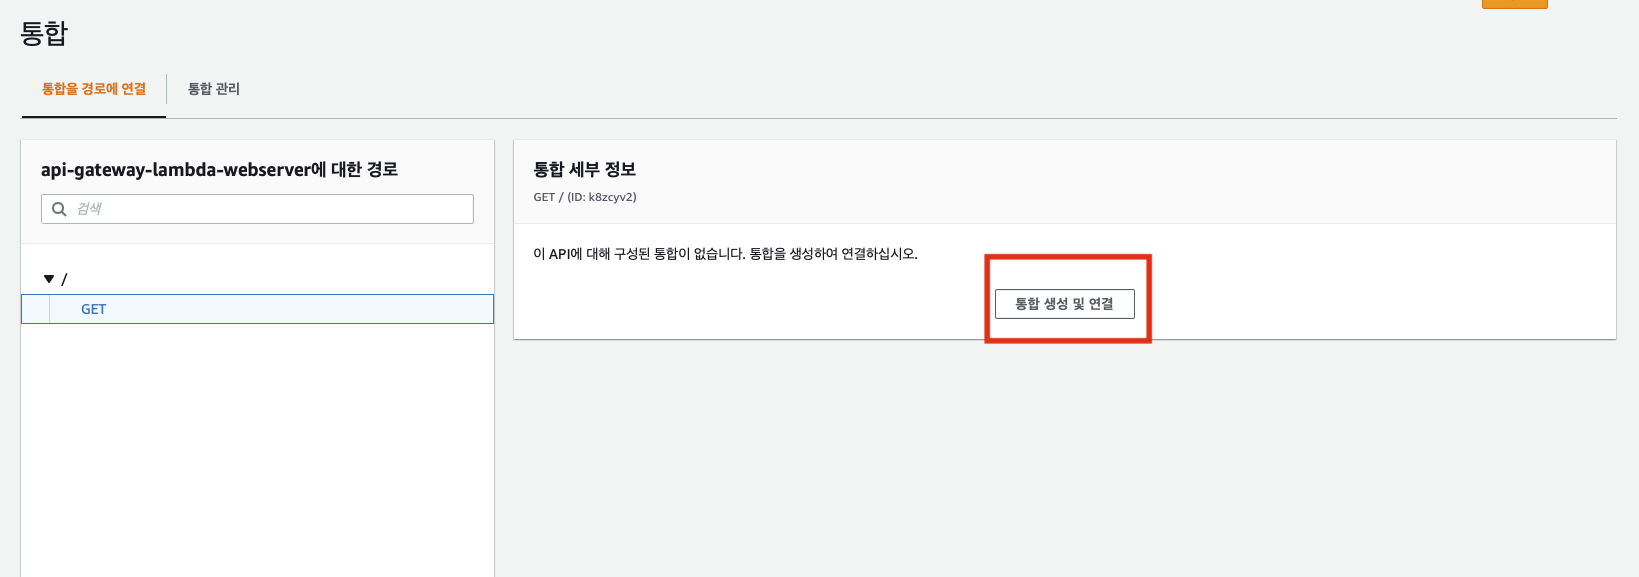 통합
통합을 경로에 연결
통합 관리
api-gateway-lambda-webserver에 대한 경로
검색
/
GET
통합 세부 정보
GET / (ID: k8zcyv2)
이 API에 대해 구성된 통합이 없습니다. 통합을 생성하여 연결하십시오.
통합 생성 및 연결